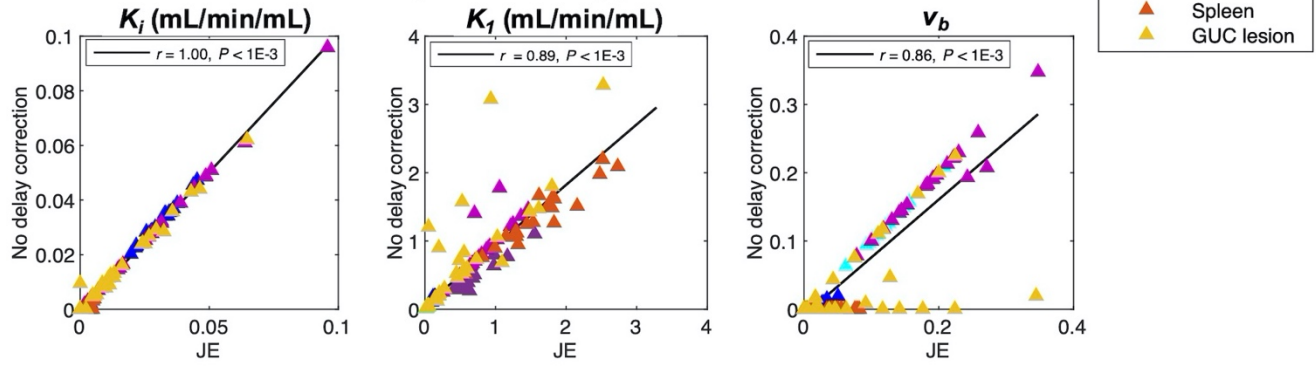 K_i (mL/min/mL)
r = 1.00, P < 1E-3
No delay correction
0.1
0.08
0.06
0.04
0.02
0
0
0.05
0.1
JE
K_1 (mL/min/mL)
r = 0.89, P < 1E-3
No delay correction
4
3
2
1
0
0
1
2
3
4
JE
v_b
r = 0.86, P < 1E-3
No delay correction
0.4
0.3
0.2
0.1
0
0
0.2
0.4
JE
Spleen
GUC lesion